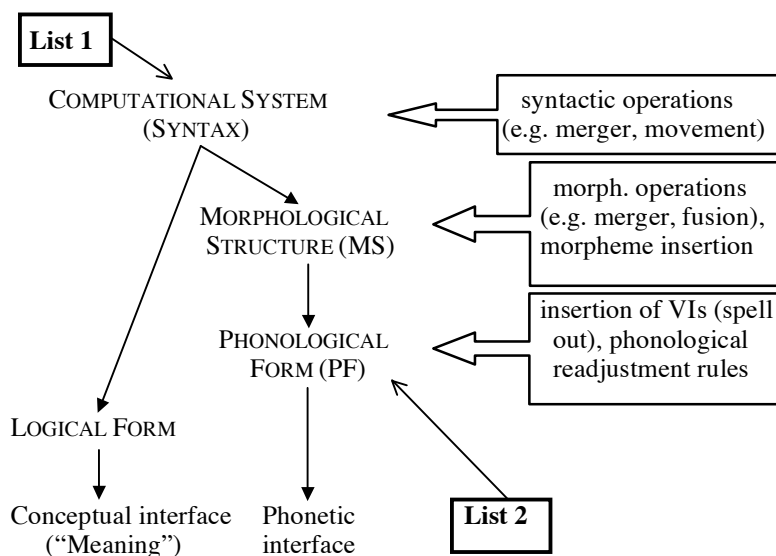 List 1
COMPUTATIONAL SYSTEM
(SYNTAX)
syntactic operations
(e.g. merger, movement)
MORPHOLOGICAL
STRUCTURE (MS)
morph. operations
(e.g. merger, fusion),
morpheme insertion
PHONOLOGICAL
FORM (PF)
insertion of VIs (spell
out), phonological
readjustment rules
LOGICAL FORM
Conceptual interface
(“Meaning”)
Phonetic
interface
List 2